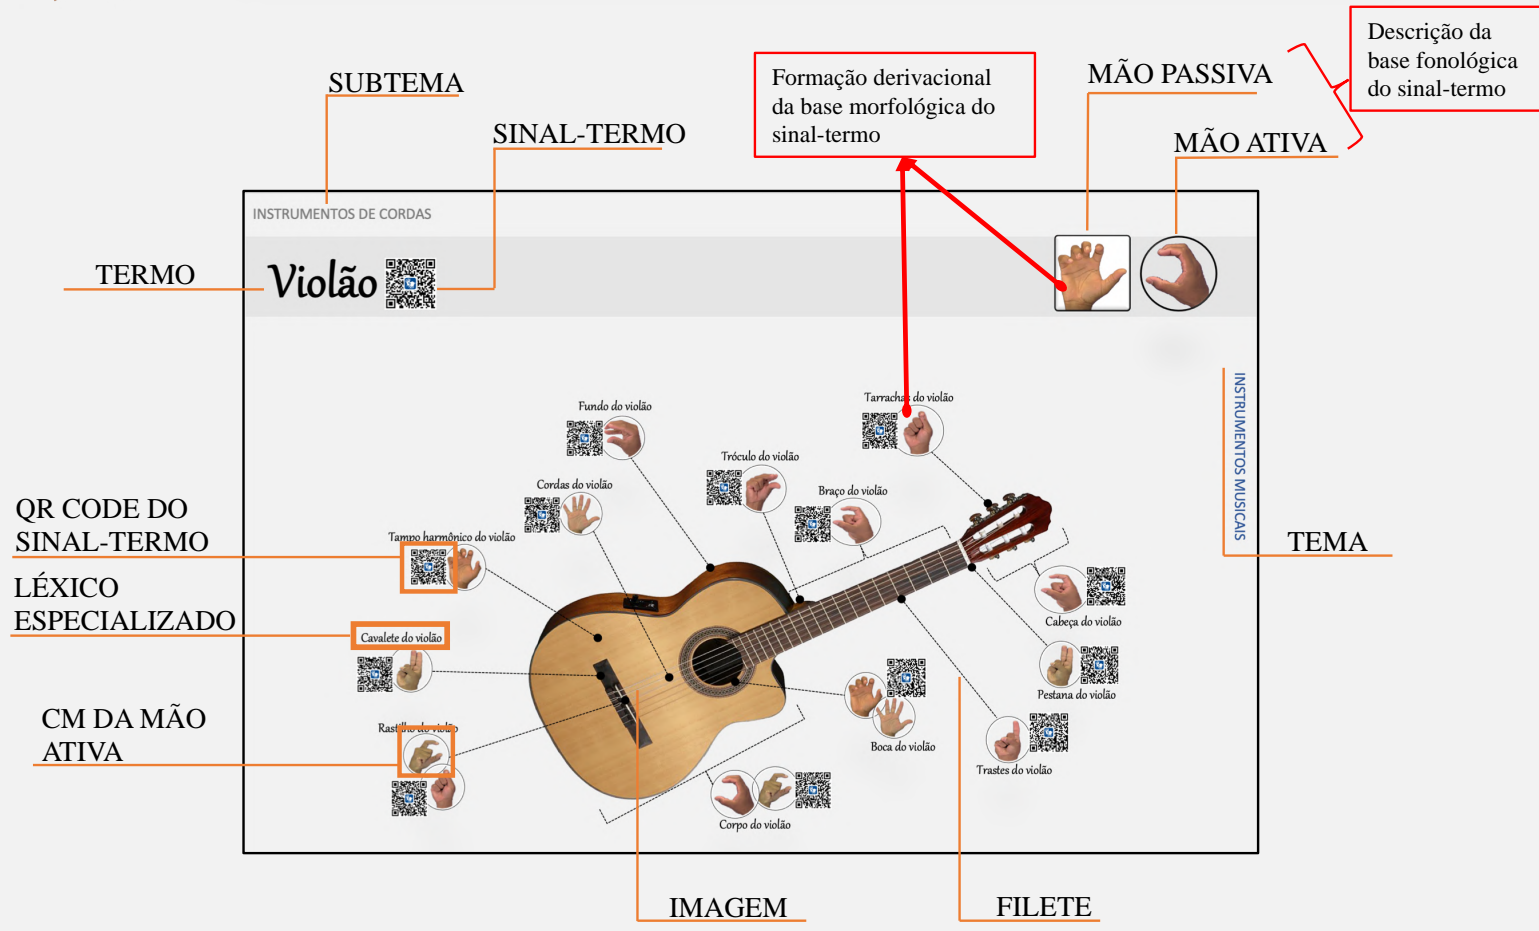 Descrição da
base fonológica
do sinal-termo
MÃO PASSIVA
Formação derivacional
da base morfológica do
sinal-termo
SUBTEMA
SINAL-TERMO
MÃO ATIVA
INSTRUMENTOS DE CORDAS
TERMO
Violão
INSTRUMENTOS MUSICAIS
Tarrachas do violão
Fundo do violão
Tróculo do violão
Cordas do violão
Braço do violão
QR CODE DO
SINAL-TERMO
Tampo harmônico do violão
TEMA
LÉXICO
ESPECIALIZADO
Cavalete do violão
Cabeça do violão
Pestana do violão
CM DA MÃO
ATIVA
Rastilho do violão
Boca do violão
Trastes do violão
Corpo do violão
IMAGEM
FILETE